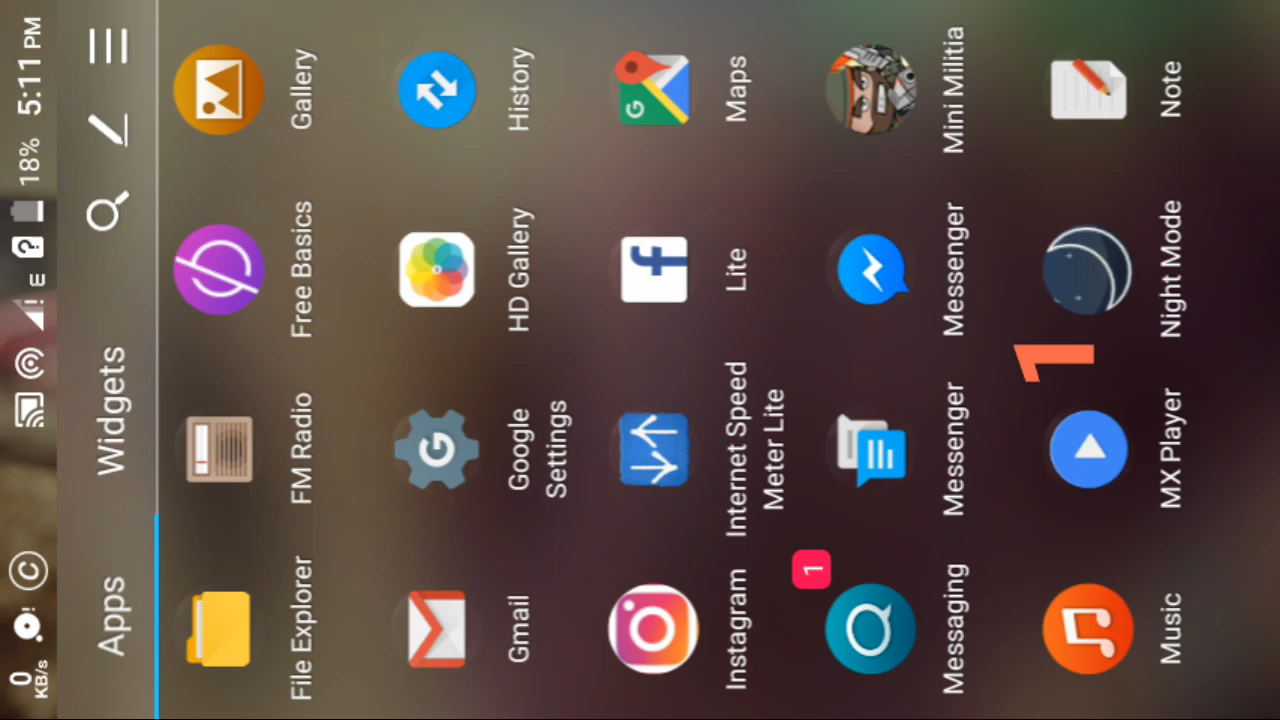 0
KB/s
18% 5:11 PM
E
Apps Widgets
File Explorer FM Radio Free Basics Gallery
Gmail Google HD Gallery History
Settings
Instagram Internet Speed Lite Maps
Meter Lite
1
Messaging Messenger Messenger Mini Militia
1
Music MX Player Night Mode Note